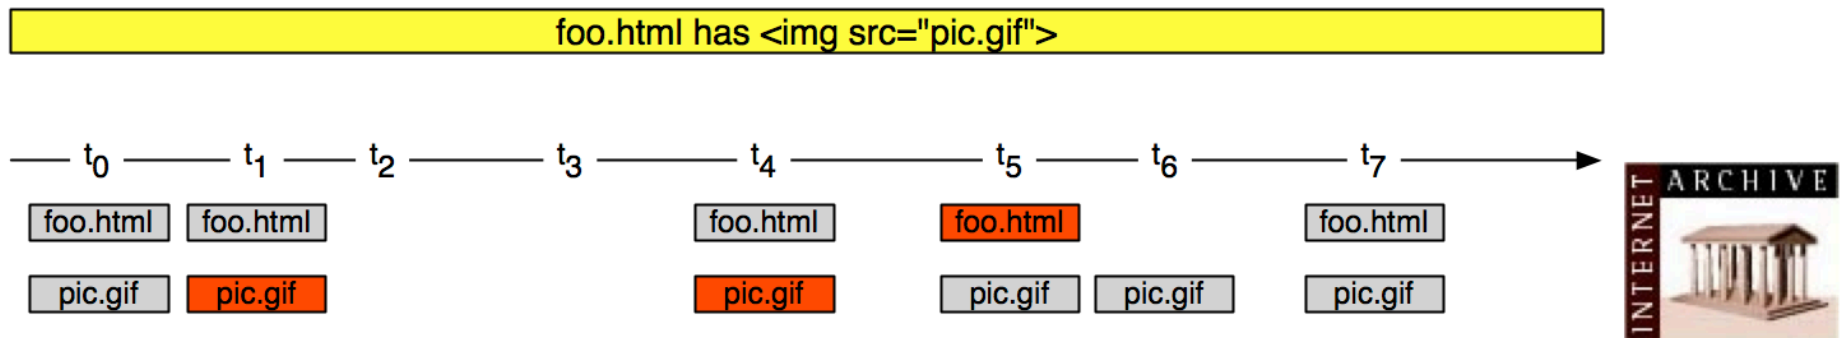 foo.html has <img src="pic.gif">
t0 t1 t2 t3 t4 t5 t6 t7
foo.html foo.html foo.html foo.html foo.html
pic.gif pic.gif pic.gif pic.gif pic.gif pic.gif
INTERNET
ARCHIVE